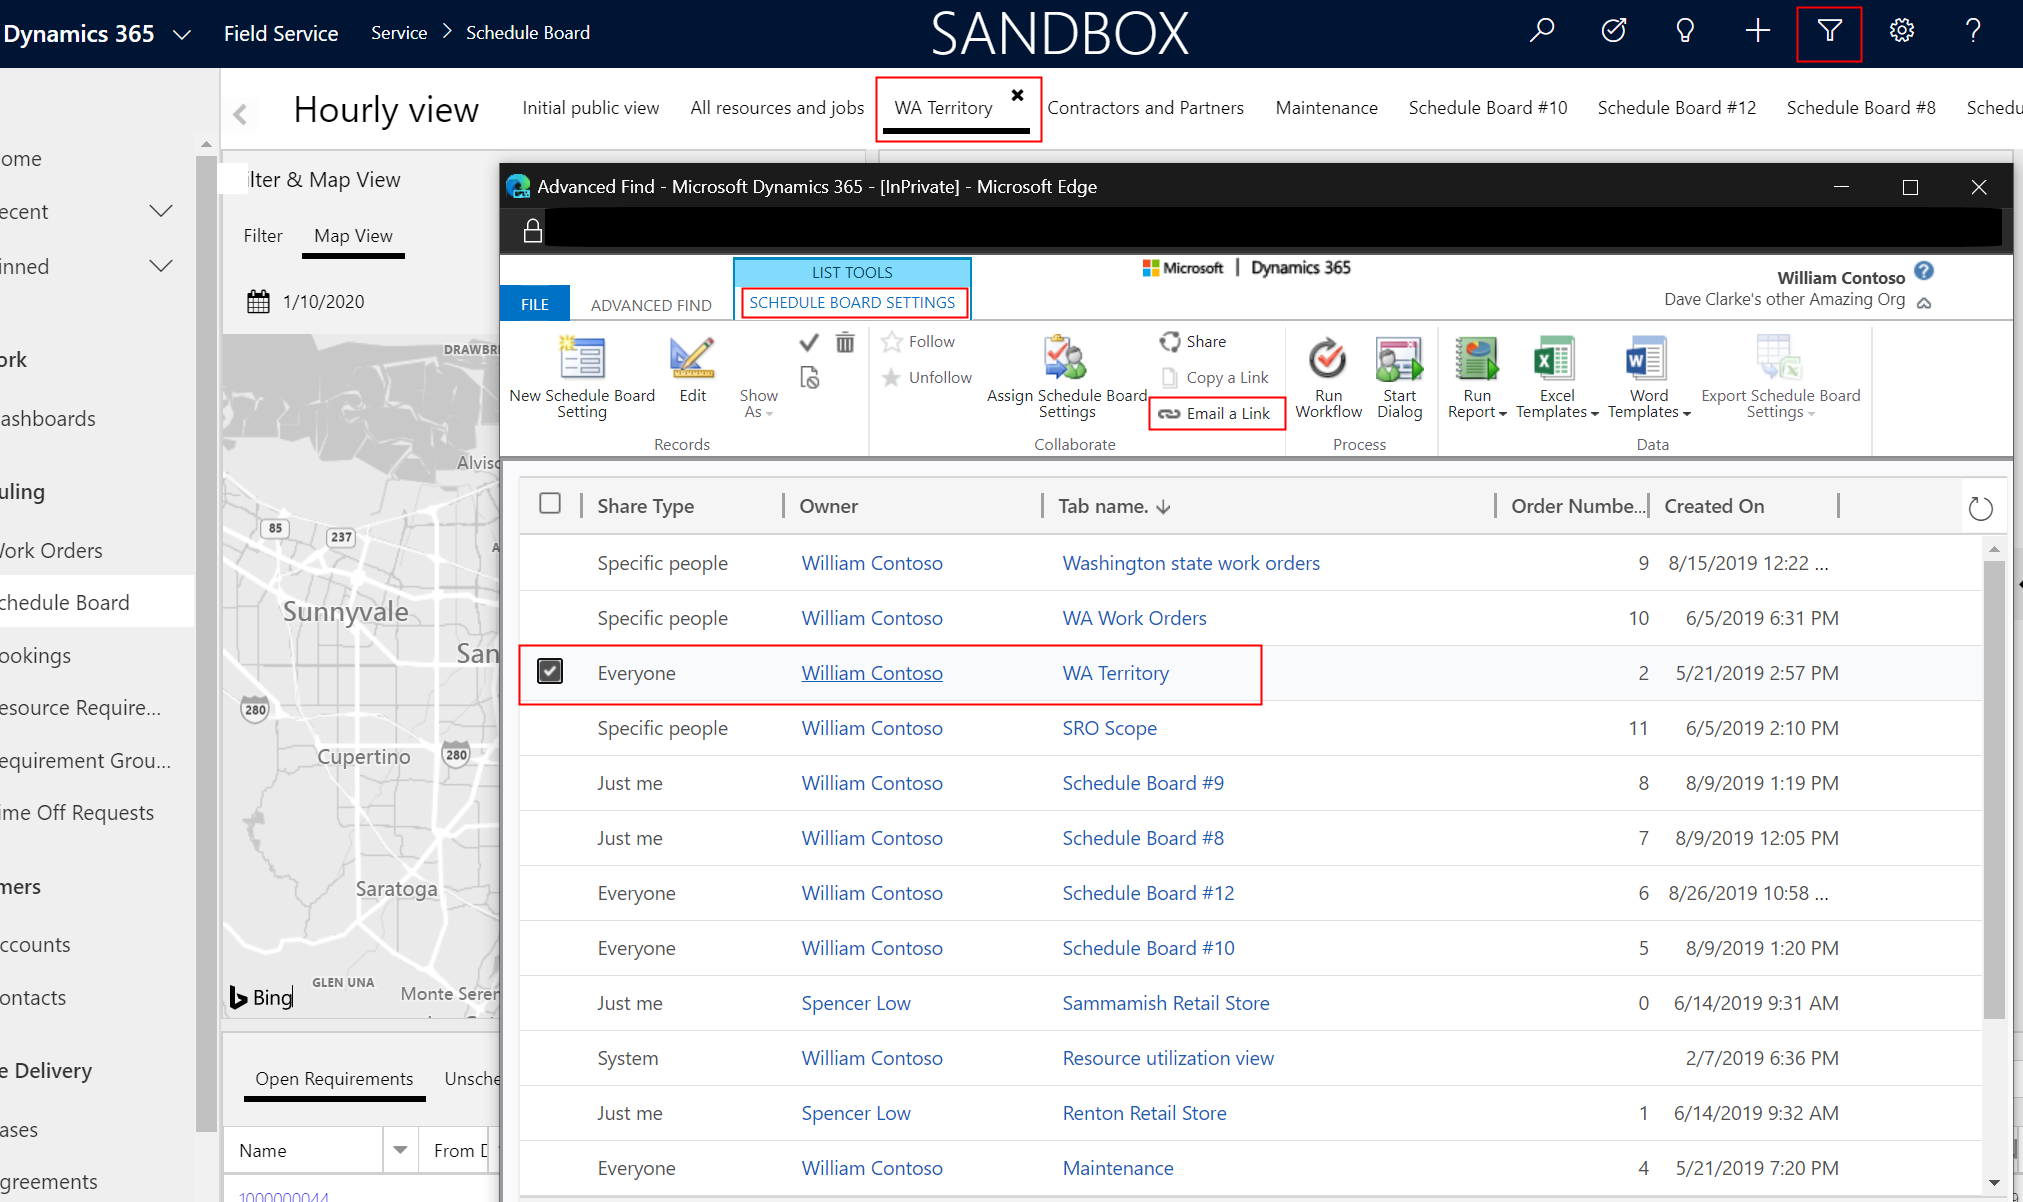 Dynamics 365 Field Service Service > Schedule Board SANDBOX
Hourly view Initial public view All resources and jobs WA Territory Contractors and Partners Maintenance Schedule Board #10 Schedule Board #12 Schedule Board #8 Schedu
ome
ecent
inned
ork
ashboards
uling
ork Orders
chedule Board
ookings
esource Require...
equirement Grou...
ime Off Requests
mers
ccounts
ontacts
e Delivery
ases
greements
ilter & Map View
Filter Map View
1/10/2020
DRAWBR
Alvisc
85
237
Sunnyvale
San
280
Cupertino
280
Saratoga
GLEN UNA
Monte Seren
Bing
Open Requirements Unsche
Name From D
1000000044
Advanced Find - Microsoft Dynamics 365 - [InPrivate] - Microsoft Edge
Microsoft | Dynamics 365
William Contoso
Dave Clarke's other Amazing Org
LIST TOOLS
FILE ADVANCED FIND SCHEDULE BOARD SETTINGS
New Schedule Board Setting
Edit
Show As
Records
Follow
Unfollow
Assign Schedule Board Settings
Share
Copy a Link
Email a Link
Collaborate
Run Workflow
Start Dialog
Process
Run Report
Excel Templates
Word Templates
Export Schedule Board Settings
Data
Share Type Owner Tab name. Order Numbe... Created On
Specific people William Contoso Washington state work orders 9 8/15/2019 12:22 ...
Specific people William Contoso WA Work Orders 10 6/5/2019 6:31 PM
Everyone William Contoso WA Territory 2 5/21/2019 2:57 PM
Specific people William Contoso SRO Scope 11 6/5/2019 2:10 PM
Just me William Contoso Schedule Board #9 8 8/9/2019 1:19 PM
Just me William Contoso Schedule Board #8 7 8/9/2019 12:05 PM
Everyone William Contoso Schedule Board #12 6 8/26/2019 10:58 ...
Everyone William Contoso Schedule Board #10 5 8/9/2019 1:20 PM
Just me Spencer Low Sammamish Retail Store 0 6/14/2019 9:31 AM
System William Contoso Resource utilization view 2/7/2019 6:36 PM
Just me Spencer Low Renton Retail Store 1 6/14/2019 9:32 AM
Everyone William Contoso Maintenance 4 5/21/2019 7:20 PM